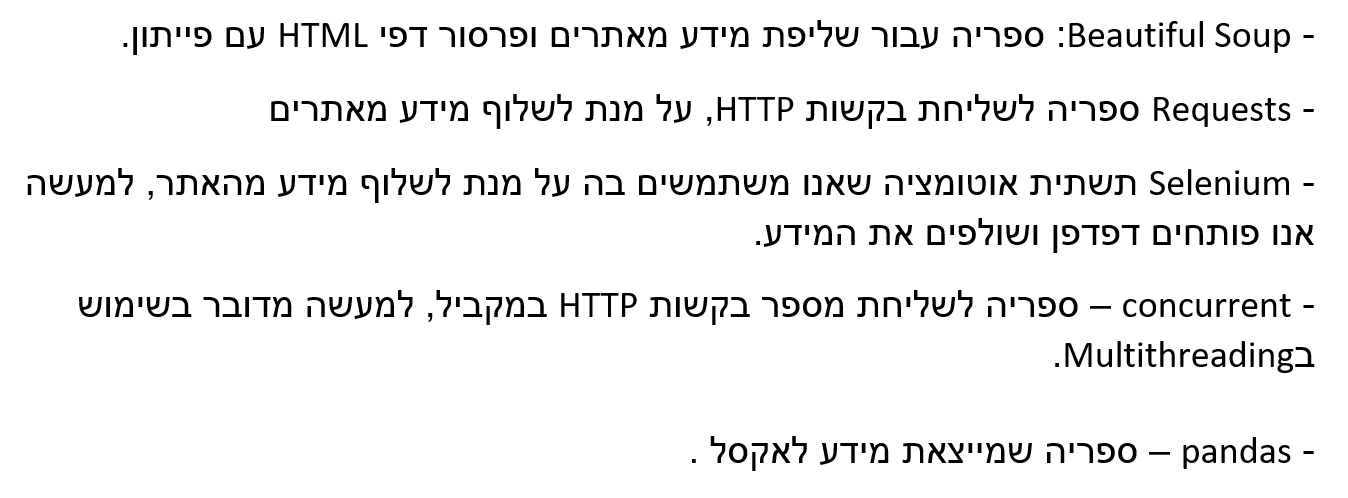 - Beautiful Soup: ספריה עבור שליפת מידע מאתרים ופרסור דפי HTML עם פייתון.
- Requests ספריה לשליחת בקשות HTTP, על מנת לשלוף מידע מאתרים
- Selenium תשתית אוטומציה שאנו משתמשים בה על מנת לשלוף מידע מהאתר, למעשה
אנו פותחים דפדפן ושולפים את המידע.
- concurrent – ספריה לשליחת מספר בקשות HTTP במקביל, למעשה מדובר בשימוש
בMultithreading.
- pandas – ספריה שמייצאת מידע לאקסל .